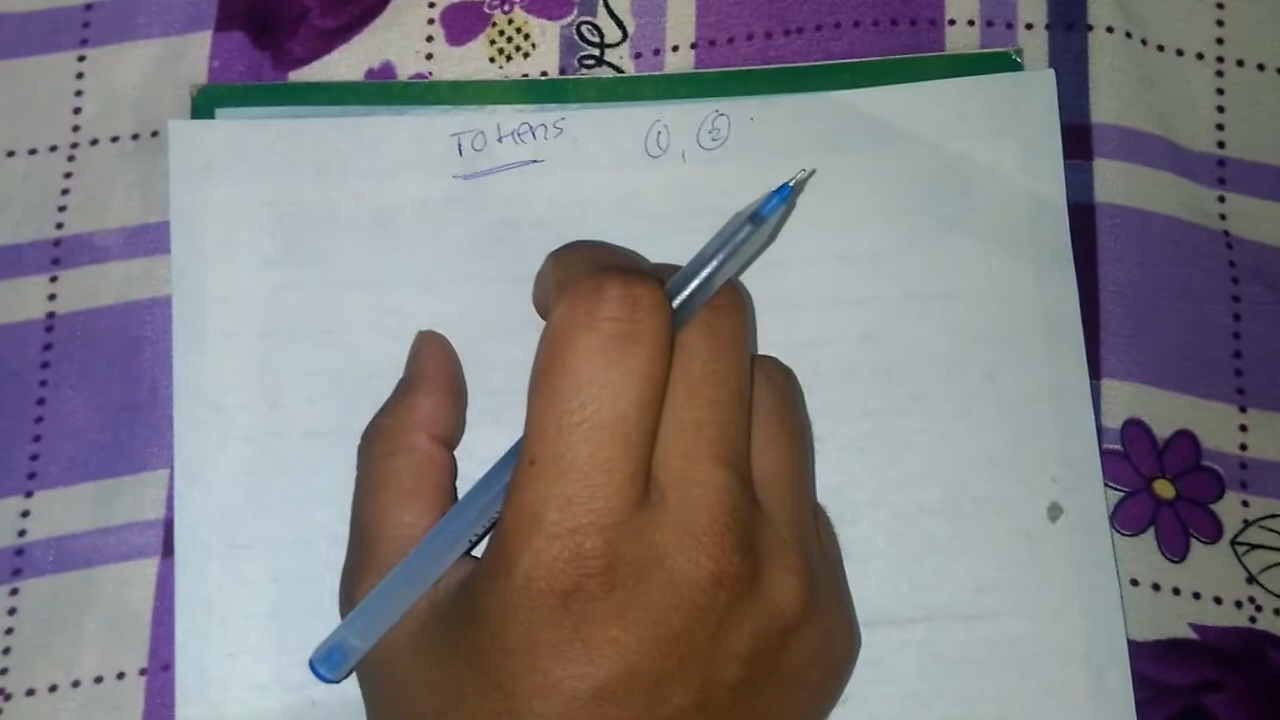 TOKENS ①, ②